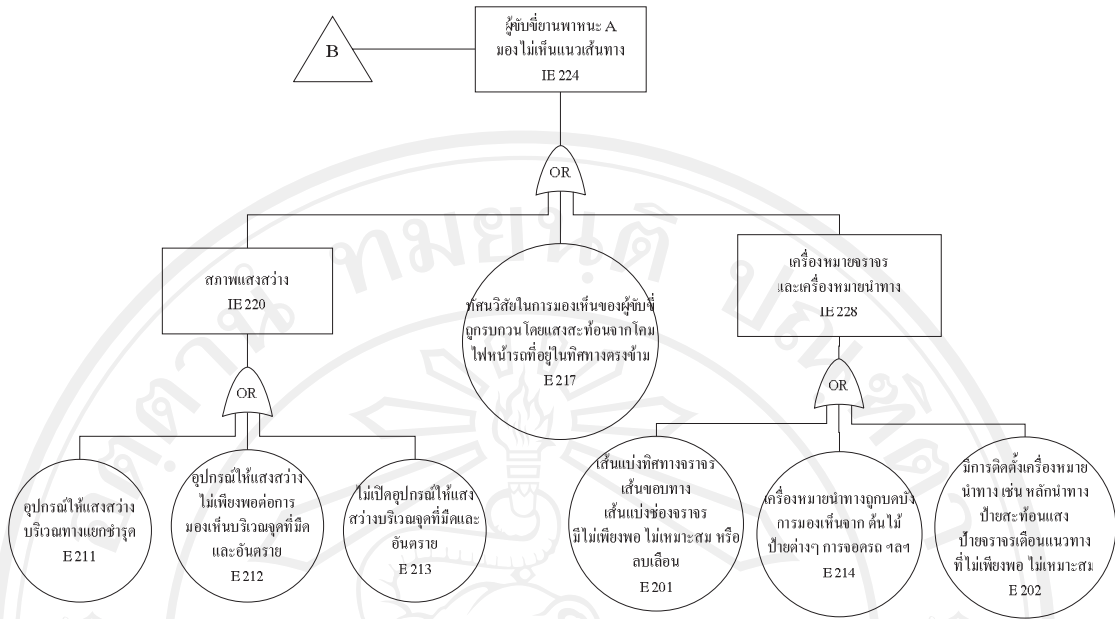 B
ผู้ขับขี่ยานพาหนะ A
มองไม่เห็นแนวเส้นทาง
IE 224
OR
สภาพแสงสว่าง
IE 220
ทัศนวิสัยในการมองเห็นของผู้ขับขี่
ถูกรบกวนโดยแสงสะท้อนจากโคม
ไฟหน้ารถที่อยู่ในทิศทางตรงข้าม
E 217
เครื่องหมายจราจร
และเครื่องหมายนำทาง
IE 228
OR
OR
อุปกรณ์ให้แสงสว่าง
บริเวณทางแยกชำรุด
E 211
อุปกรณ์ให้แสงสว่าง
ไม่เพียงพอต่อการ
มองเห็นบริเวณจุดที่มืด
และอันตราย
E 212
ไม่เปิดอุปกรณ์ให้แสง
สว่างบริเวณจุดที่มืดและ
อันตราย
E 213
เส้นแบ่งทิศทางจราจร
เส้นขอบทาง
เส้นแบ่งช่องจราจร
มีไม่เพียงพอ ไม่เหมาะสม หรือ
ลบเลือน
E 201
เครื่องหมายนำทางถูกบดบัง
การมองเห็นจาก ต้นไม้
ป้ายต่างๆ การจอดรถ ฯลฯ
E 214
มีการติดตั้งเครื่องหมาย
นำทาง เช่น หลักนำทาง
ป้ายสะท้อนแสง
ป้ายจราจรเตือนแนวทาง
ที่ไม่เพียงพอ ไม่เหมาะสม
E 202